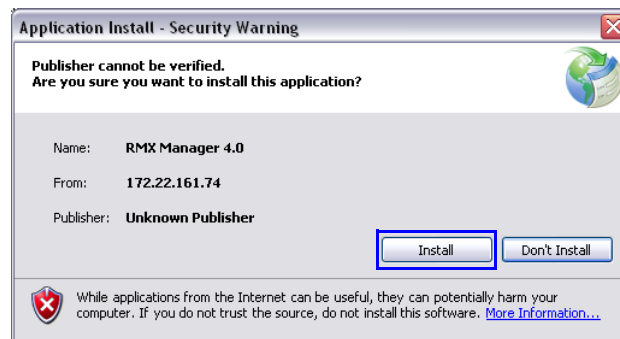 Application Install - Security Warning
Publisher cannot be verified.
Are you sure you want to install this application?
Name: RMX Manager 4.0
From: 172.22.161.74
Publisher: Unknown Publisher
Install Don't Install
While applications from the Internet can be useful, they can potentially harm your
computer. If you do not trust the source, do not install this software. More Information...